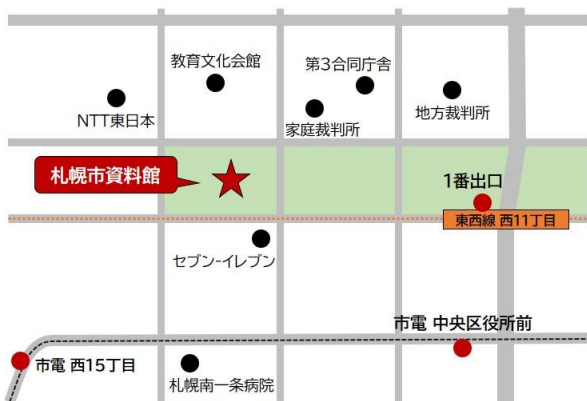 教育文化会館
第3合同庁舎
NTT東日本
家庭裁判所
地方裁判所
札幌市資料館
1番出口
東西線 西11丁目
セブン-イレブン
市電 中央区役所前
市電 西15丁目
札幌南一条病院